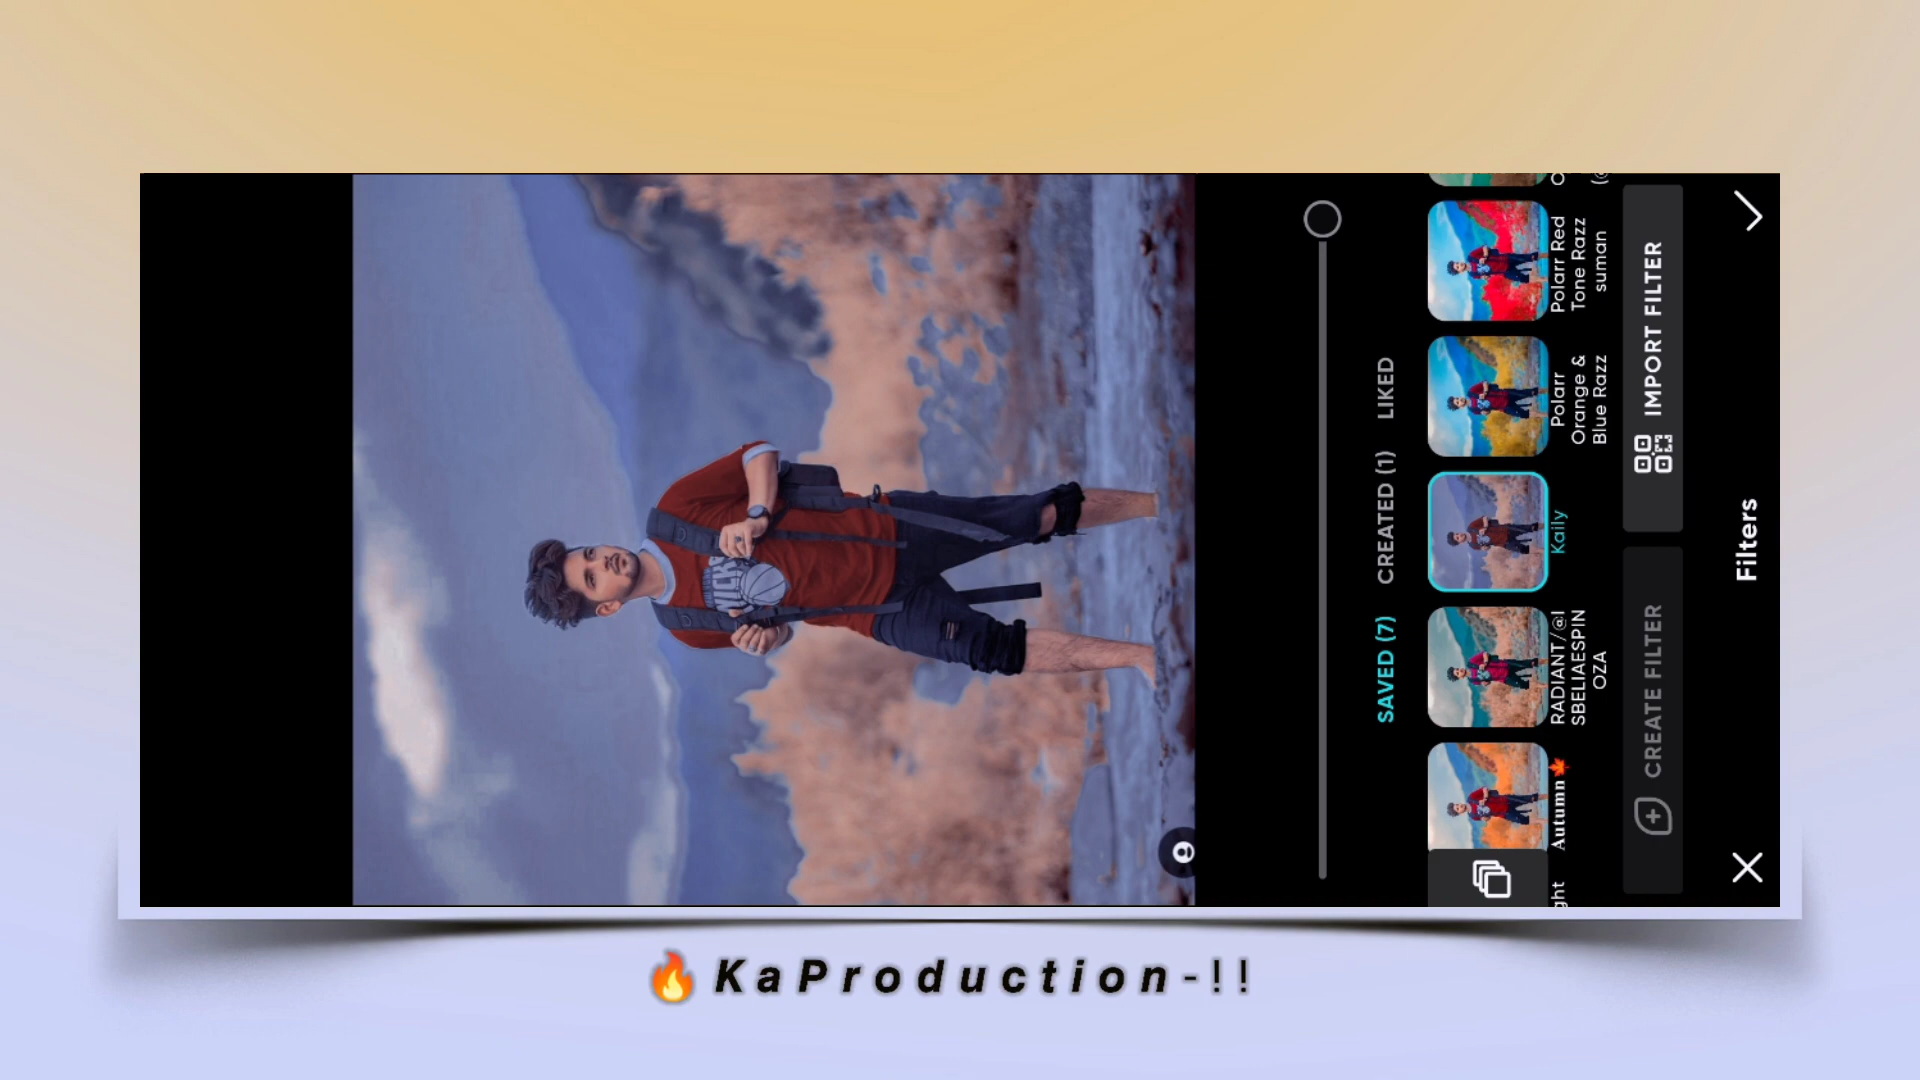 SAVED (7) CREATED (1) LIKED
Autumn🍁
RADIANT/@I
SBELIAESPIN
OZA
Kaily
Polarr
Orange &
Blue Razz
Polarr Red
Tone Razz
suman
CREATE FILTER
IMPORT FILTER
Filters
🔥 KaProduction-!!